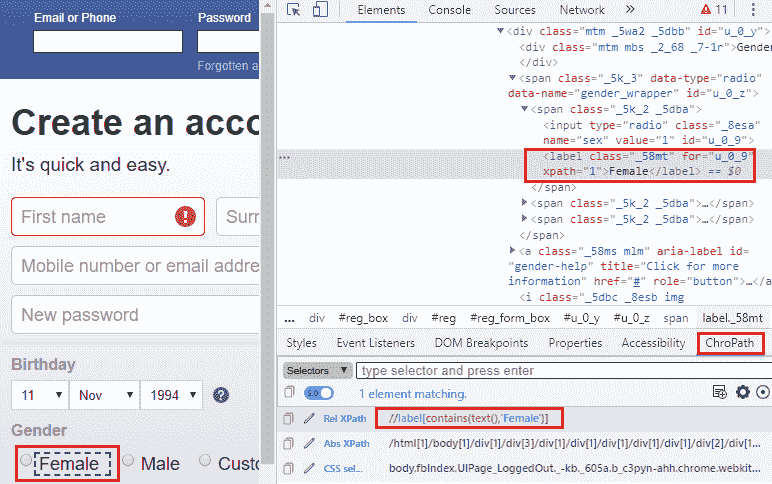 Email or Phone
Password
Forgotten a
Create an acco
It's quick and easy.
First name
Surr
Mobile number or email addre
New password
Birthday
11
Nov
1994
Gender
Female
Male
Custo
Elements
Console
Sources
Network
»
11
<div class="mtm _5wa2 _5dbb" id="u_0_y">
<div class="mtm mbs _2_68 _7-1r">Gender
</div>
<span class="_5k_3" data-type="radio"
data-name="gender_wrapper" id="u_0_z">
<span class="_5k_2 _5dba">
<input type="radio" class="_8esa"
name="sex" value="1" id="u_0_9">
<label class="_58mt" for="u_0_9"
xpath="1">Female</label> == $0
</span>
<span class="_5k_2 _5dba">…</span>
<span class="_5k_2 _5dba">…</span>
</span>
<a class="_58ms mlm" aria-label id=
"gender-help" title="Click for more
information" href="#" role="button">…</a
<i class="_5dbc _8esb img
... div #reg_box div #reg #reg_form_box #u_0_y #u_0_z span label._58mt
Styles
Event Listeners
DOM Breakpoints
Properties
Accessibility
ChroPath
Selectors
type selector and press enter
5.0
1 element matching.
Rel XPath
//label[contains(text(),'Female')]
Abs XPath
/html[1]/body[1]/div[1]/div[3]/div[1]/div[1]/div[1]/div[1]/div[1]/div[2]/div[1...
CSS sel...
body.fbIndex.UIPage_LoggedOut._-kb._605a.b_c3pyn-ahh.chrome.webkit...